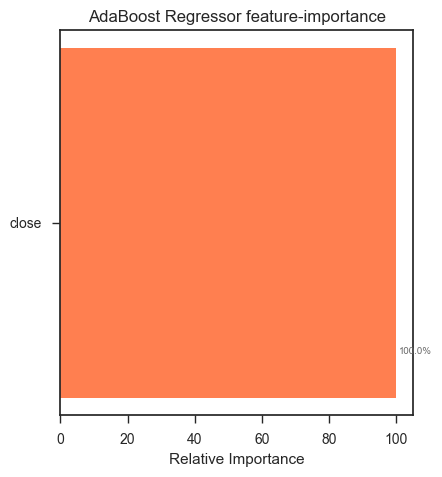 AdaBoost Regressor feature-importance
close
100.0%
0 20 40 60 80 100
Relative Importance